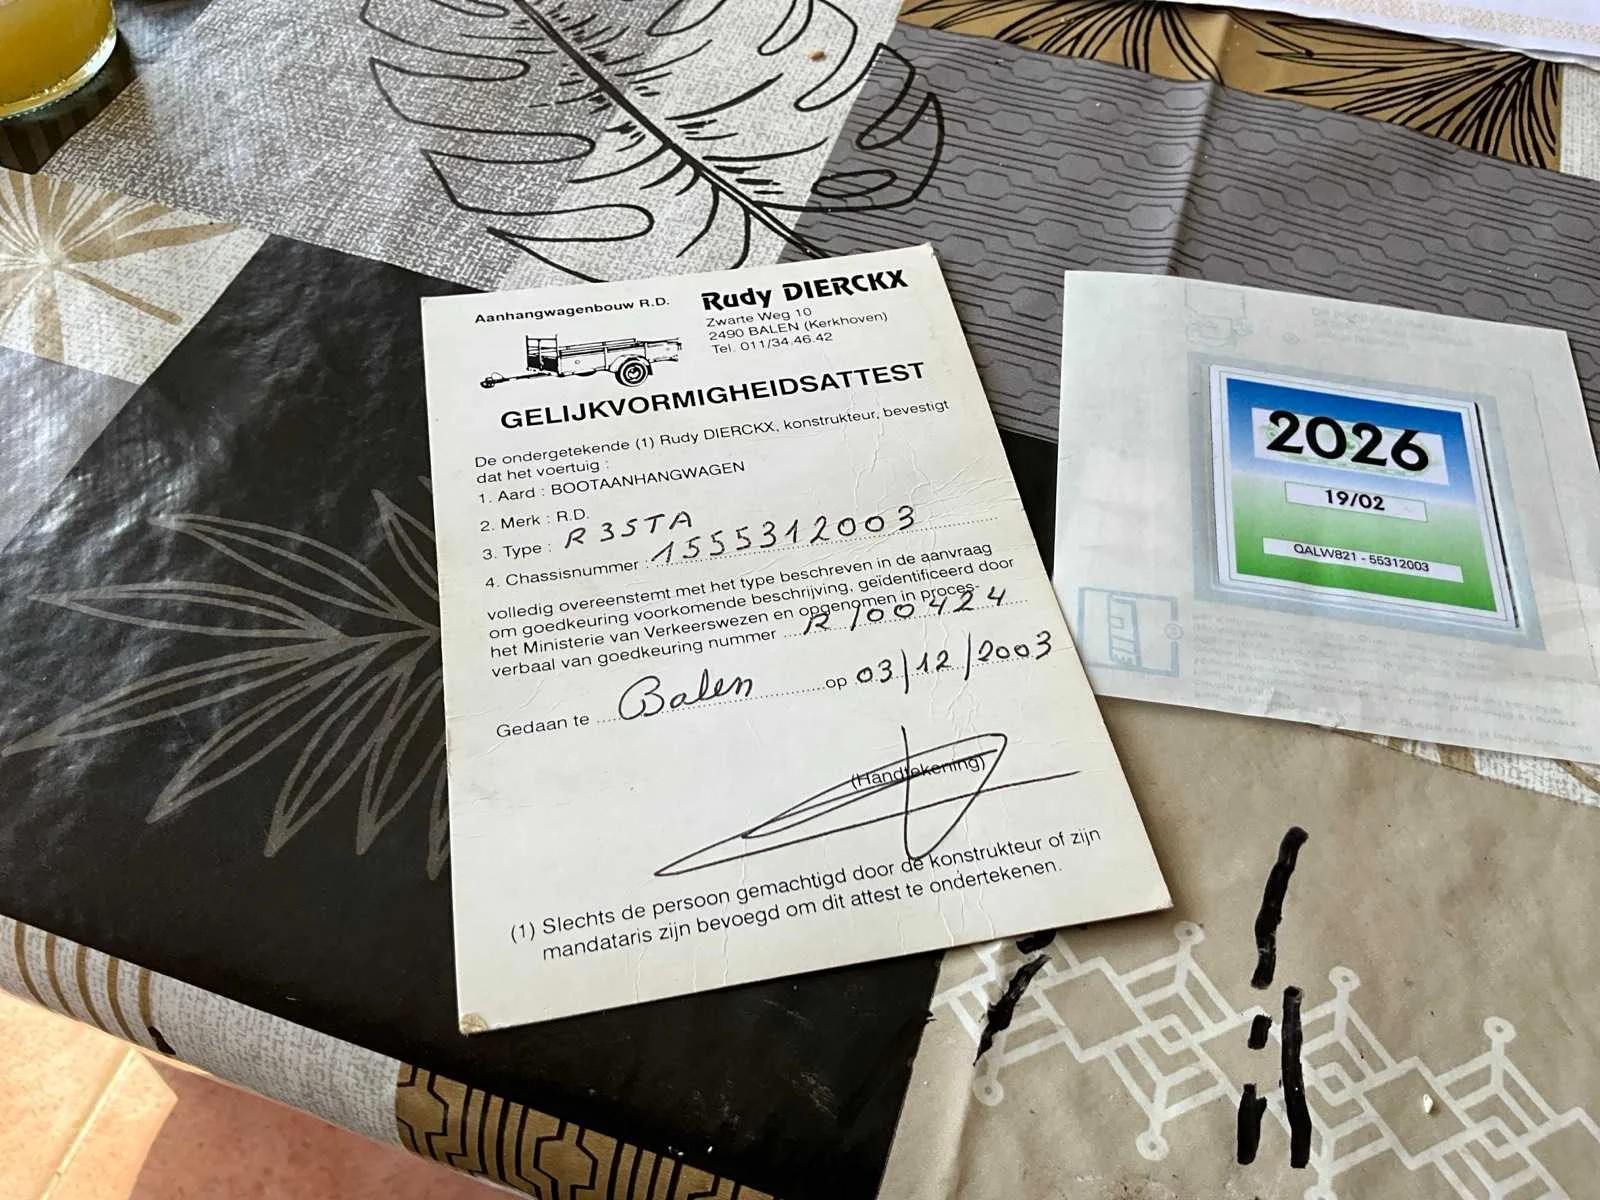 Aanhangwagenbouw R.D.
Rudy DIERCKX
Zwarte Weg 10
2490 BALEN (Kerkhoven)
Tel. 011/34.46.42
GELIJKVORMIGHEIDSATTEST
De ondergetekende (1) Rudy DIERCKX, konstrukteur, bevestigt
dat het voertuig :
1. Aard : BOOTAANHANGWAGEN
2. Merk : R.D.
3. Type : R 35TA
4. Chassisnummer : 1555312003
volledig overeenstemt met het type beschreven in de aanvraag
om goedkeuring voorkomende beschrijving, geïdentificeerd door
het Ministerie van Verkeerswezen en opgenomen in proces-
verbaal van goedkeuring nummer R100424
Gedaan te Balen op 03/12/2003
(Handtekening)
(1) Slechts de persoon gemachtigd door de konstrukteur of zijn
mandataris zijn bevoegd om dit attest te ondertekenen.
2026
19/02
QALW821 - 55312003